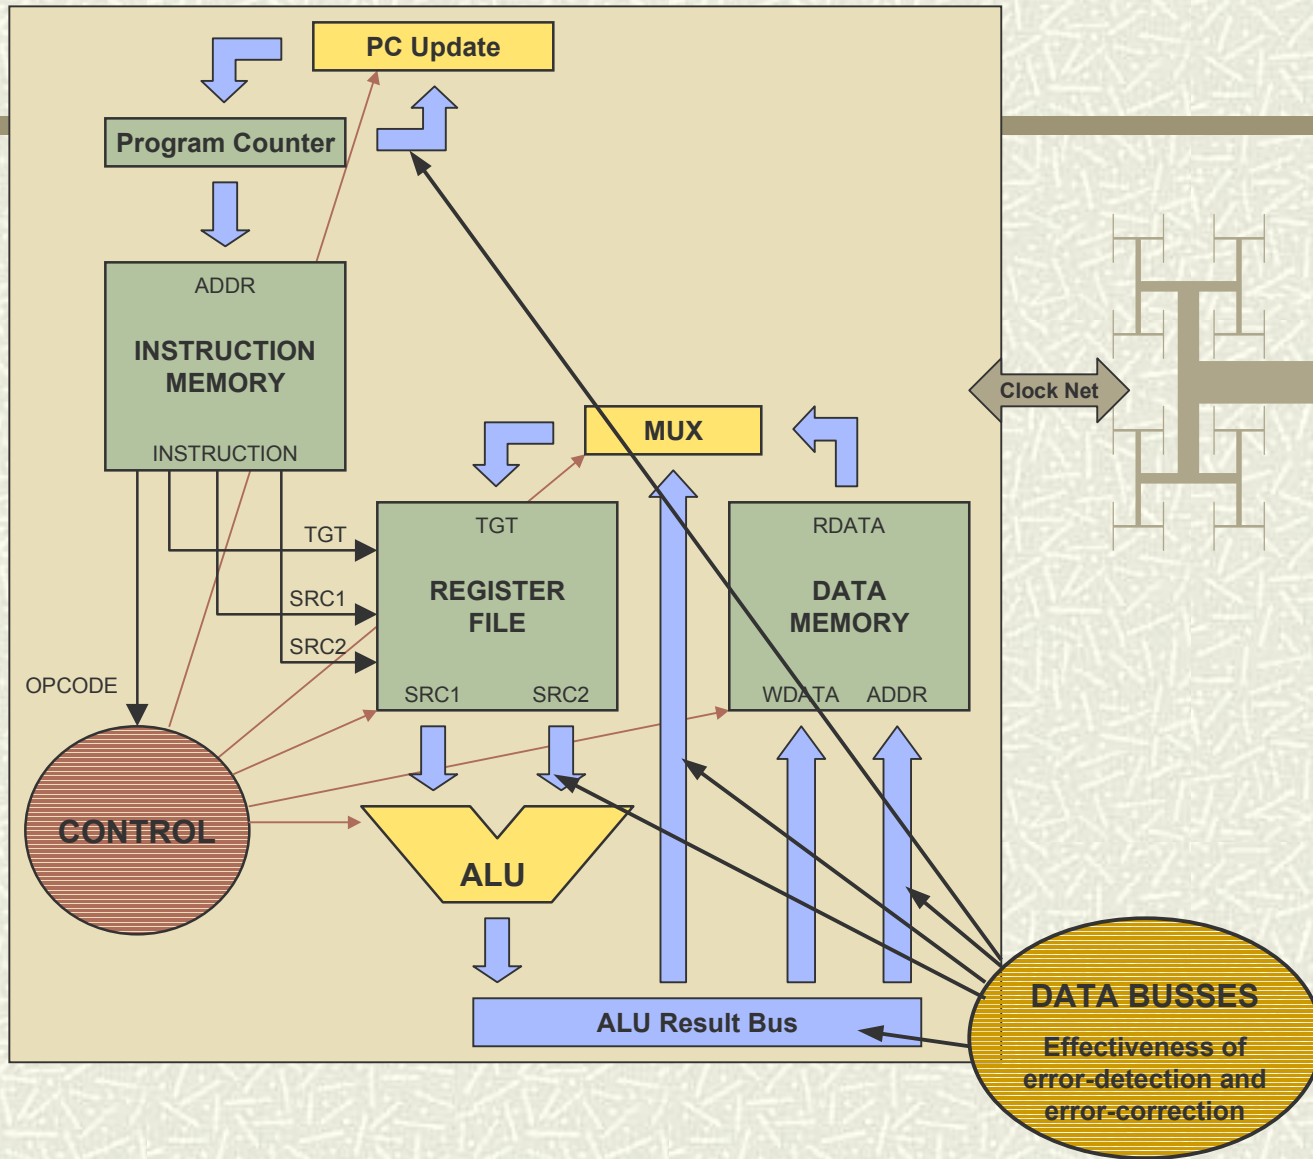 PC Update
Program Counter
ADDR
INSTRUCTION
MEMORY
INSTRUCTION
Clock Net
MUX
TGT
TGT
RDATA
REGISTER
FILE
DATA
MEMORY
SRC1
SRC2
OPCODE
SRC1
SRC2
WDATA
ADDR
CONTROL
ALU
ALU Result Bus
DATA BUSSES
Effectiveness of
error-detection and
error-correction